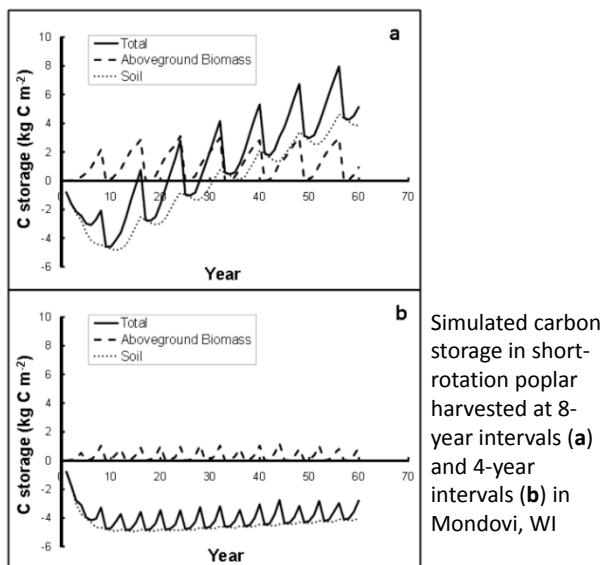 a
Total
Aboveground Biomass
Soil
C storage (kg C m-2)
10
8
6
4
2
0
-2
-4
-6
0 10 20 30 40 50 60 70
Year
b
Total
Aboveground Biomass
Soil
C storage (kg C m-2)
10
8
6
4
2
0
-2
-4
-6
0 10 20 30 40 50 60 70
Year
Simulated carbon
storage in short-
rotation poplar
harvested at 8-
year intervals (a)
and 4-year
intervals (b) in
Mondovi, WI